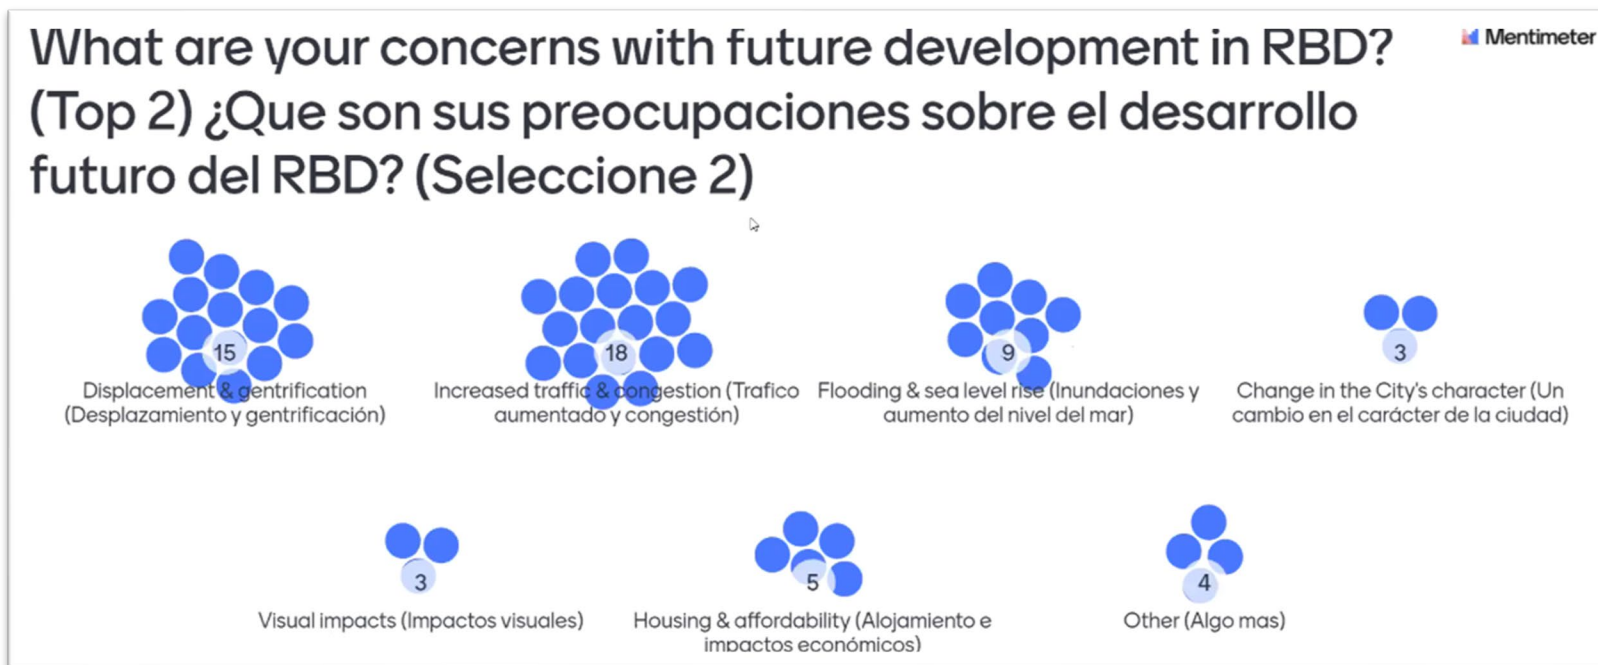 What are your concerns with future development in RBD?
(Top 2) ¿Que son sus preocupaciones sobre el desarrollo
futuro del RBD? (Seleccione 2)
Mentimeter
15
18
9
3
Displacement & gentrification
(Desplazamiento y gentrificación)
Increased traffic & congestion (Trafico
aumentado y congestión)
Flooding & sea level rise (Inundaciones y
aumento del nivel del mar)
Change in the City's character (Un
cambio en el carácter de la ciudad)
3
5
4
Visual impacts (Impactos visuales)
Housing & affordability (Alojamiento e
impactos económicos)
Other (Algo mas)